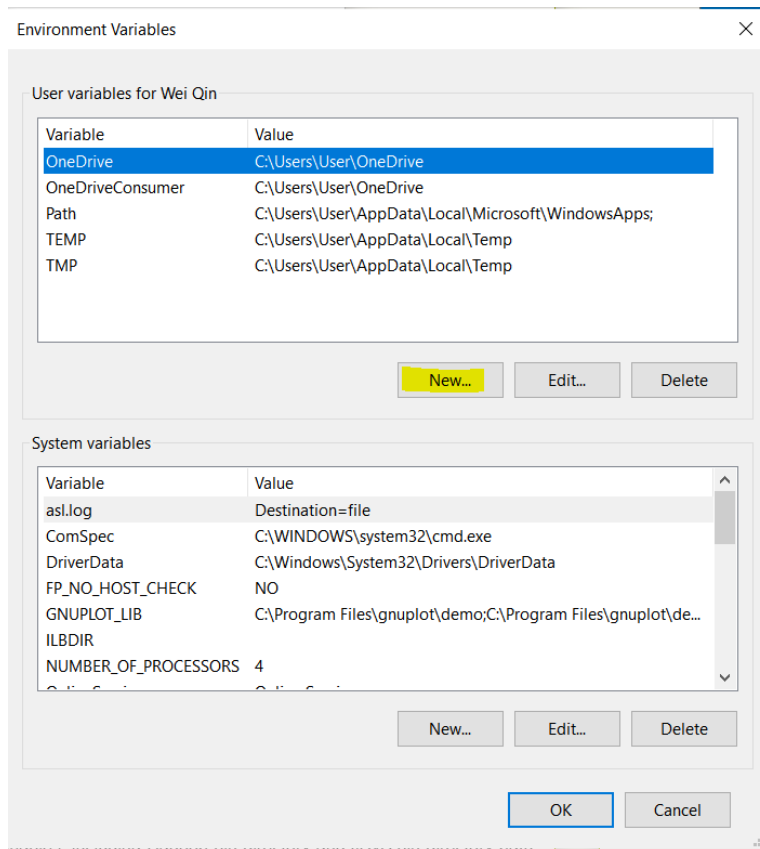 Environment Variables
User variables for Wei Qin
Variable Value
OneDrive C:\Users\User\OneDrive
OneDriveConsumer C:\Users\User\OneDrive
Path C:\Users\User\AppData\Local\Microsoft\WindowsApps;
TEMP C:\Users\User\AppData\Local\Temp
TMP C:\Users\User\AppData\Local\Temp
New... Edit... Delete
System variables
Variable Value
asl.log Destination=file
ComSpec C:\WINDOWS\system32\cmd.exe
DriverData C:\Windows\System32\Drivers\DriverData
FP_NO_HOST_CHECK NO
GNUPLOT_LIB C:\Program Files\gnuplot\demo;C:\Program Files\gnuplot\de...
ILBDIR
NUMBER_OF_PROCESSORS 4
New... Edit... Delete
OK Cancel